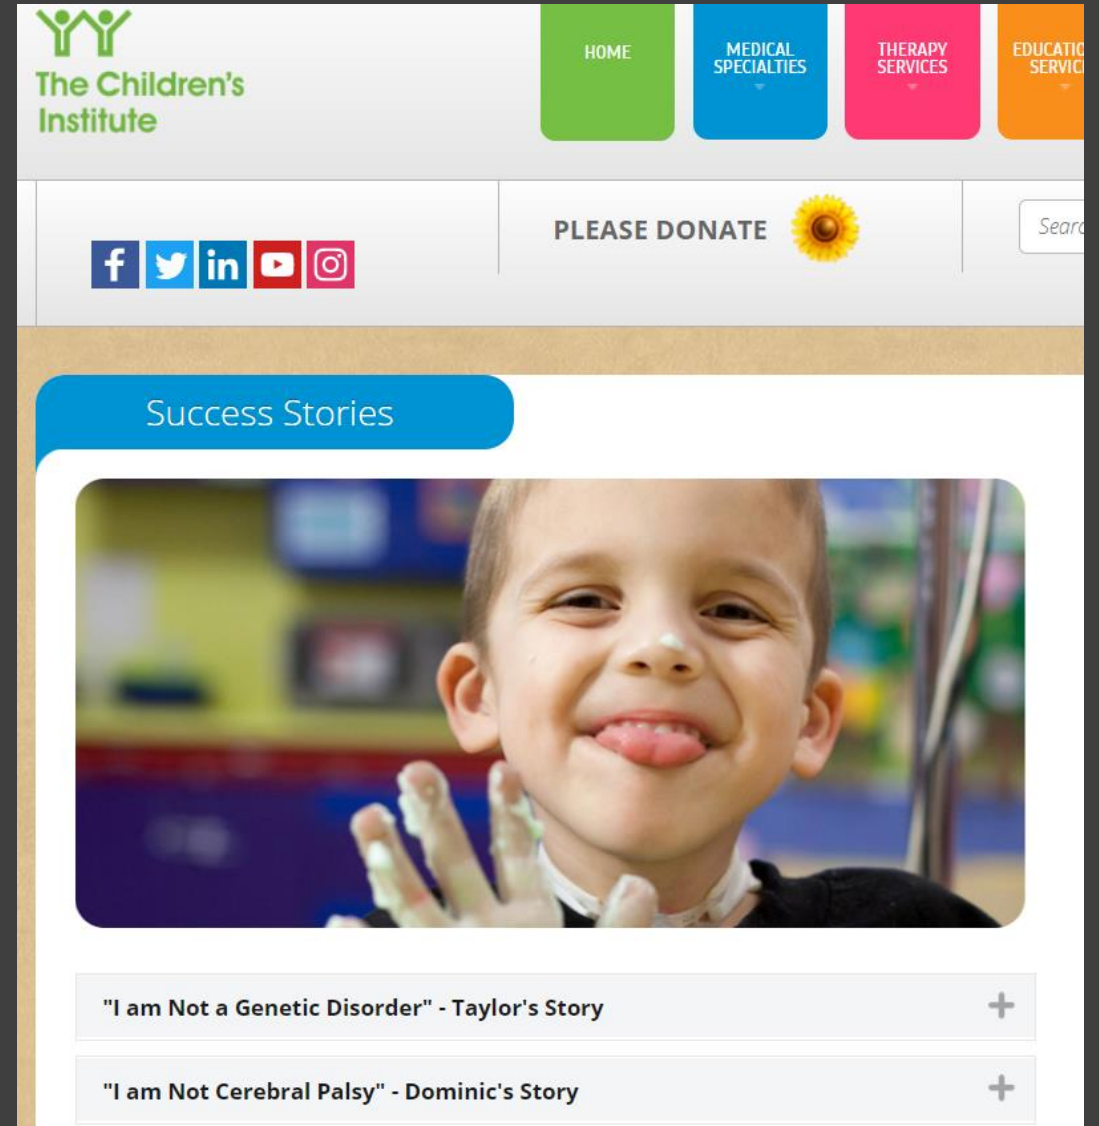 The Children's
Institute
HOME
MEDICAL
SPECIALTIES
THERAPY
SERVICES
PLEASE DONATE
f
in
Success Stories
"I am Not a Genetic Disorder" - Taylor's Story
"I am Not Cerebral Palsy" - Dominic's Story